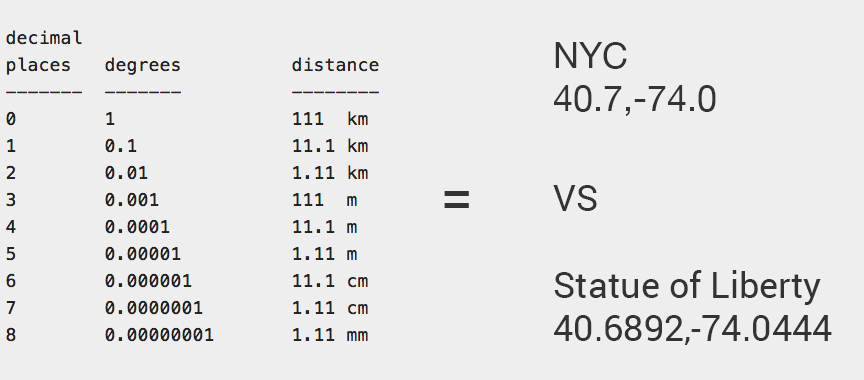 decimal
places degrees distance
------- ------- --------
0 1 111 km
1 0.1 11.1 km
2 0.01 1.11 km
3 0.001 111 m
4 0.0001 11.1 m
5 0.00001 1.11 m
6 0.000001 11.1 cm
7 0.0000001 1.11 cm
8 0.00000001 1.11 mm
=
NYC
40.7,-74.0
VS
Statue of Liberty
40.6892,-74.0444